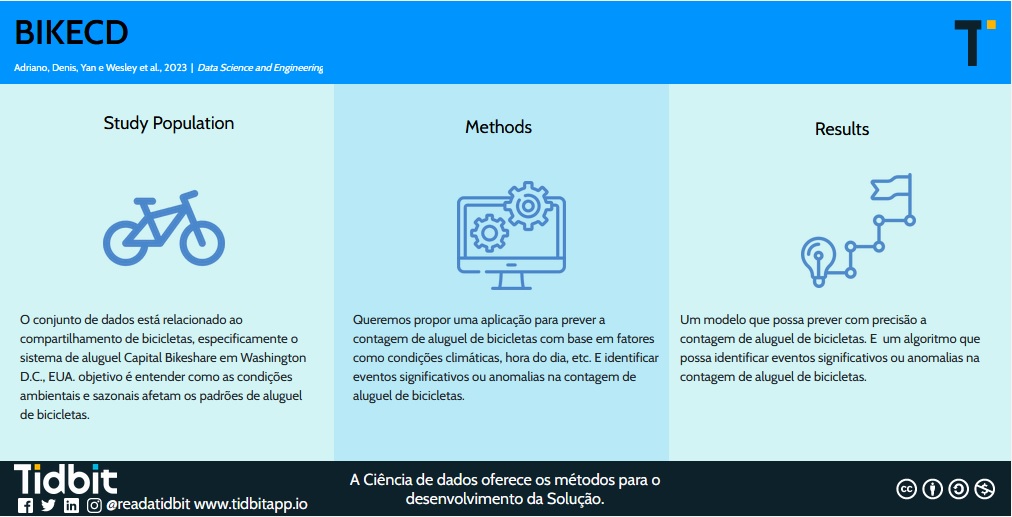 BIKECD
Adriano, Denis, Yan e Wesley et al., 2023 | Data Science and Engineering
T
Study Population
O conjunto de dados está relacionado ao
compartilhamento de bicicletas, especificamente o
sistema de aluguel Capital Bikeshare em Washington
D.C., EUA. objetivo é entender como as condições
ambientais e sazonais afetam os padrões de aluguel
de bicicletas.
Methods
Queremos propor uma aplicação para prever a
contagem de aluguel de bicicletas com base em fatores
como condições climáticas, hora do dia, etc. E identificar
eventos significativos ou anomalias na contagem de
aluguel de bicicletas.
Results
Um modelo que possa prever com precisão a
contagem de aluguel de bicicletas. E um algoritmo que
possa identificar eventos significativos ou anomalias na
contagem de aluguel de bicicletas.
Tidbit
@readatidbit www.tidbitapp.io
A Ciência de dados oferece os métodos para o
desenvolvimento da Solução.
cc